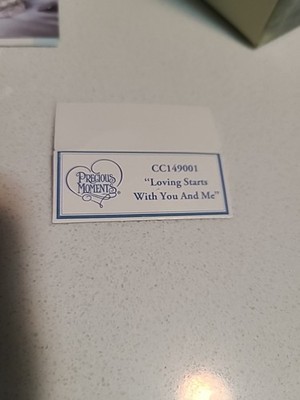 PRECIOUS
MOMENTS®
CC149001
"Loving Starts
With You And Me"